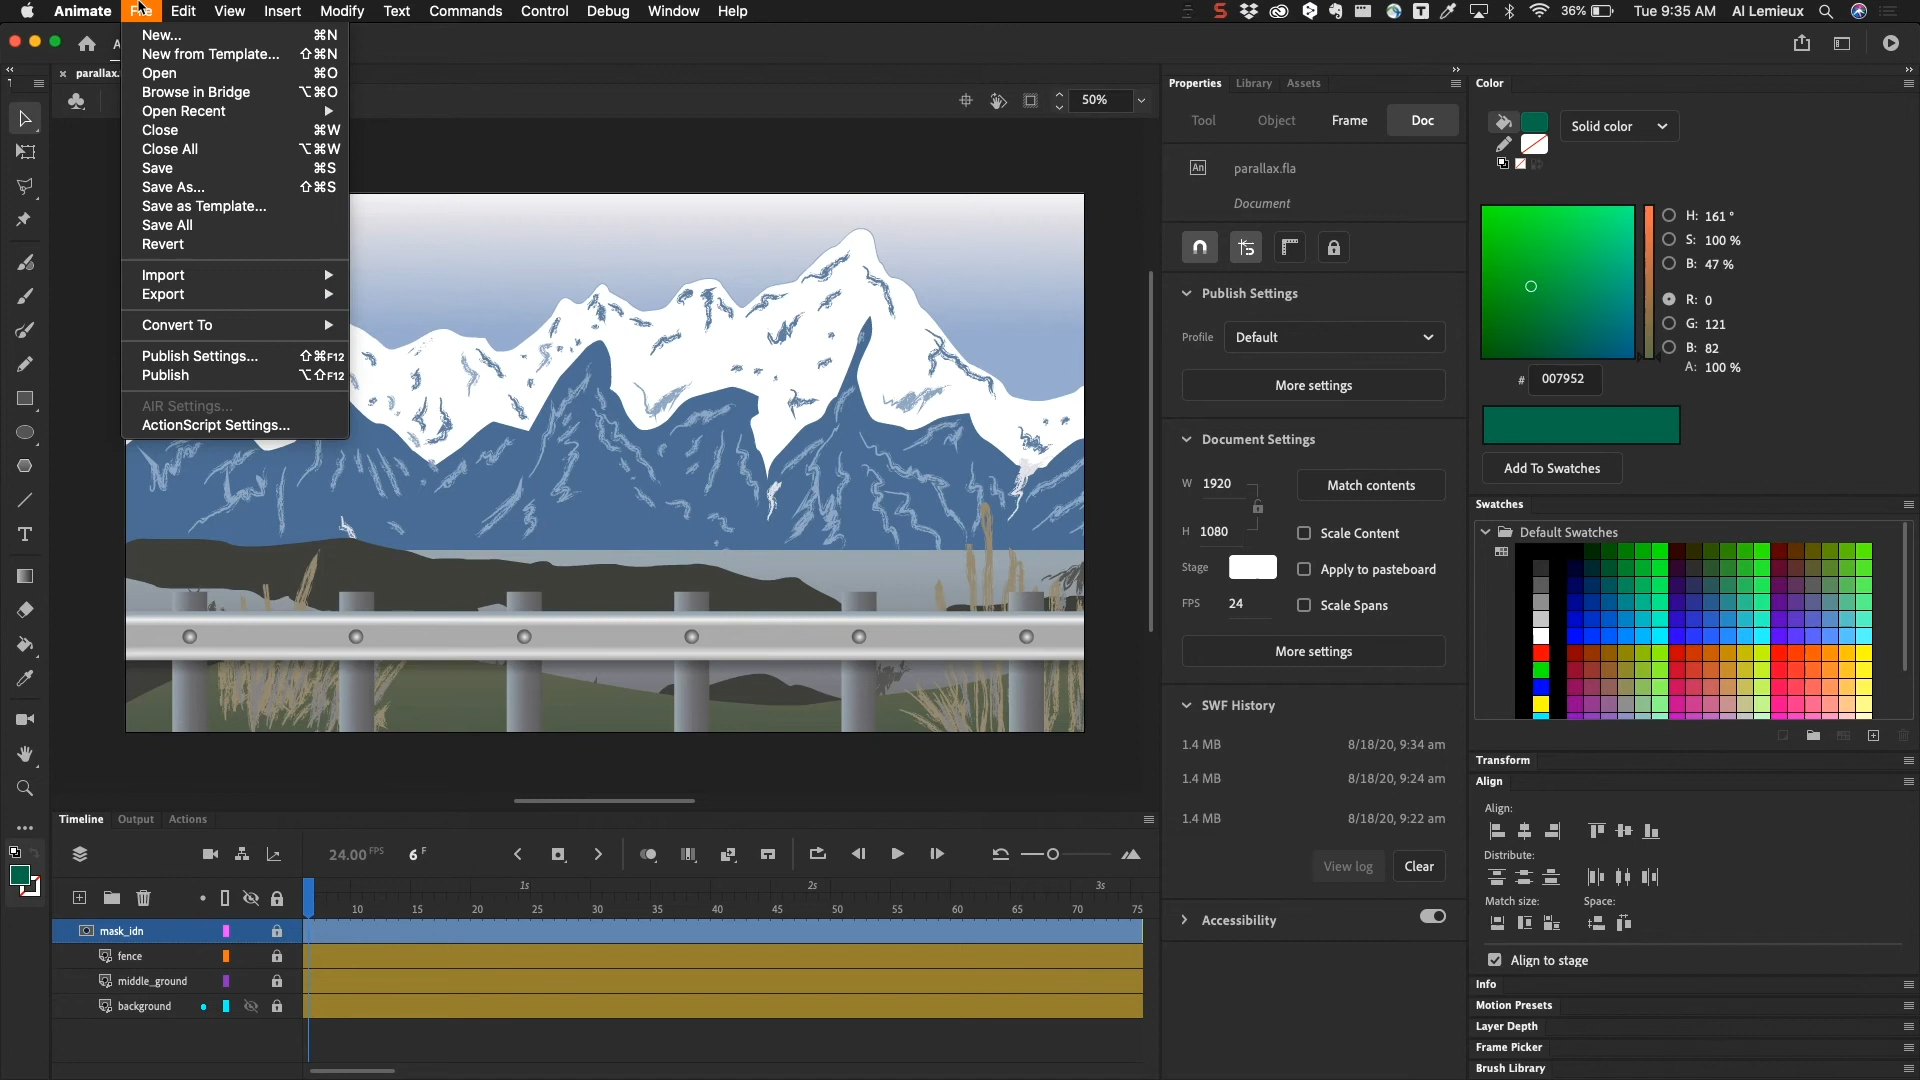 Animate File Edit View Insert Modify Text Commands Control Debug Window Help
36% Tue 9:35 AM Al Lemieux
New... ⌘N
New from Template... ⇧⌘N
Open ⌘O
Browse in Bridge ⌥⌘O
Open Recent
Close ⌘W
Close All ⌥⌘W
Save ⌘S
Save As... ⇧⌘S
Save as Template...
Save All
Revert
Import
Export
Convert To
Publish Settings... ⇧⌘F12
Publish ⌥⇧F12
AIR Settings...
ActionScript Settings...
parallax.
50%
Properties Library Assets
Tool Object Frame Doc
An parallax.fla
Document
Publish Settings
Profile Default
More settings
Document Settings
W 1920 Match contents
H 1080 Scale Content
Stage Apply to pasteboard
FPS 24 Scale Spans
More settings
SWF History
1.4 MB 8/18/20, 9:34 am
1.4 MB 8/18/20, 9:24 am
1.4 MB 8/18/20, 9:22 am
View log Clear
Accessibility
Color
Solid color
H: 161 °
S: 100 %
B: 47 %
R: 0
G: 121
B: 82
A: 100 %
# 007952
Add To Swatches
Swatches
Default Swatches
Transform
Align
Align:
Distribute:
Match size: Space:
Align to stage
Info
Motion Presets
Layer Depth
Frame Picker
Brush Library
Timeline Output Actions
24.00 FPS 6 F
1s 2s 3s
10 15 20 25 30 35 40 45 50 55 60 65 70 75
mask_idn
fence
middle_ground
background